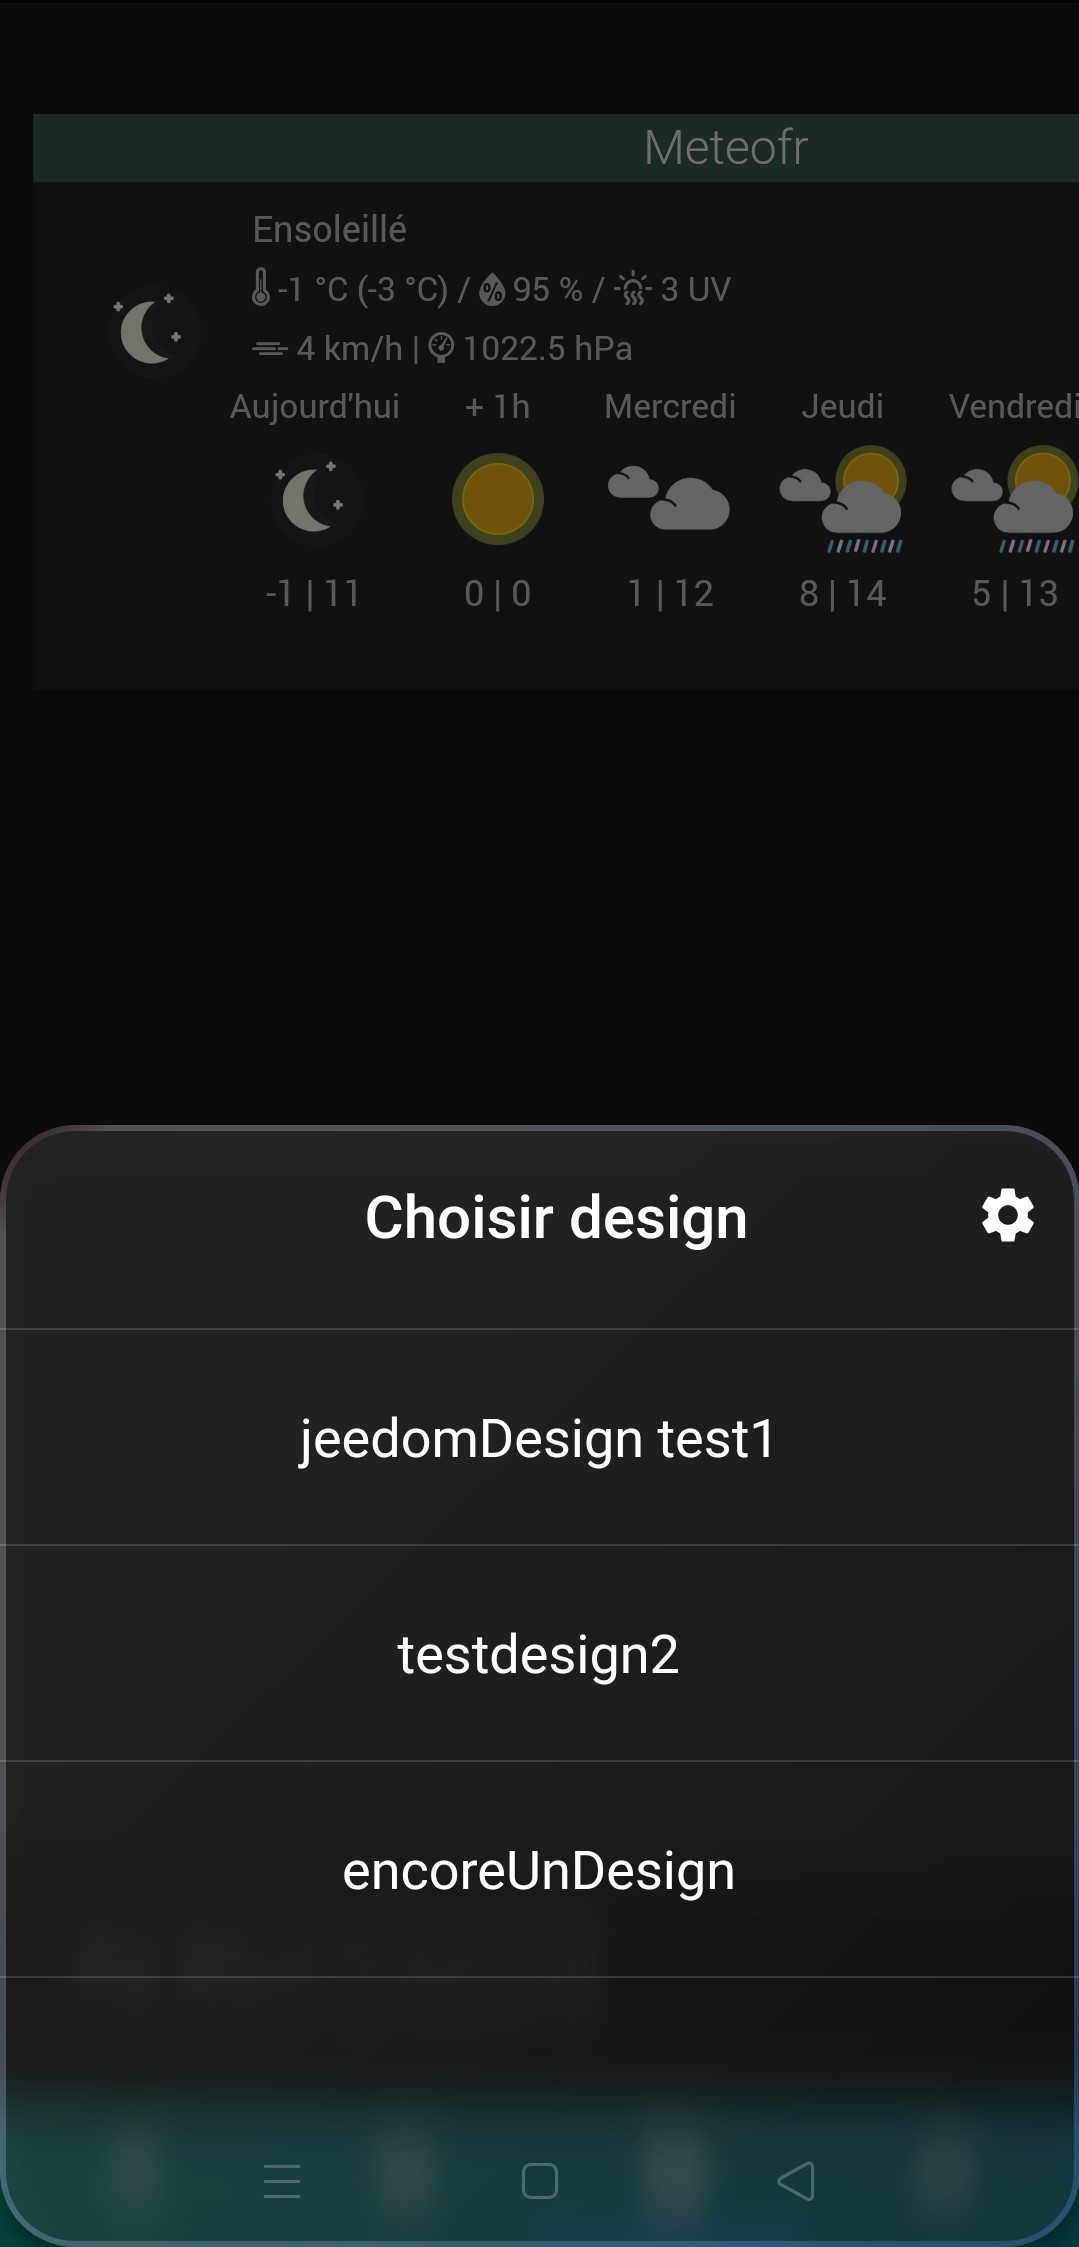 Meteofr
Ensoleillé
-1 °C (-3 °C) / 95 % / 3 UV
4 km/h | 1022.5 hPa
Aujourd'hui + 1h Mercredi Jeudi Vendredi
-1 | 11 0 | 0 1 | 12 8 | 14 5 | 13
Choisir design
jeedomDesign test1
testdesign2
encoreUnDesign